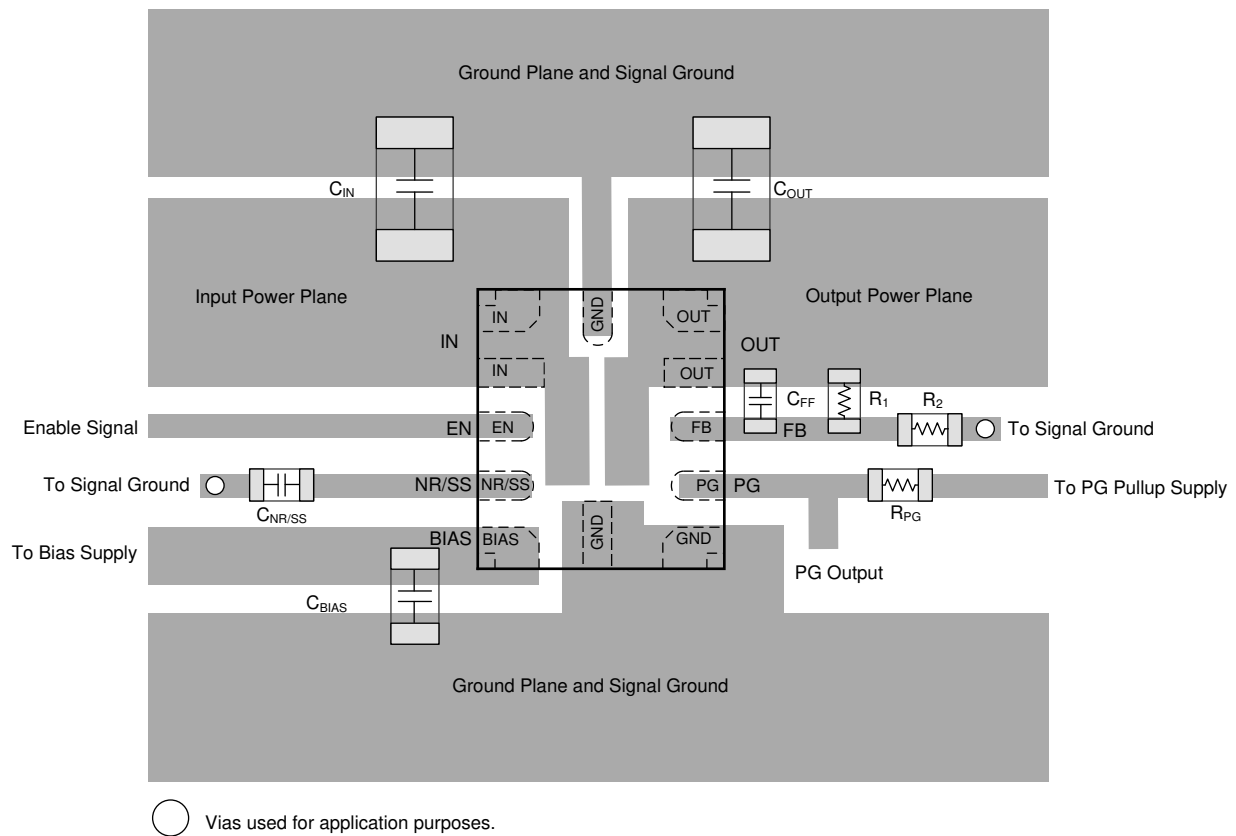 Ground Plane and Signal Ground
C_IN
C_OUT
Input Power Plane
Output Power Plane
IN
GND
OUT
IN
OUT
IN
OUT
C_FF
R_1
R_2
Enable Signal
EN
EN
FB
FB
To Signal Ground
To Signal Ground
NR/SS
NR/SS
PG
PG
To PG Pullup Supply
C_NR/SS
R_PG
To Bias Supply
BIAS
BIAS
GND
GND
PG Output
C_BIAS
Ground Plane and Signal Ground
Vias used for application purposes.